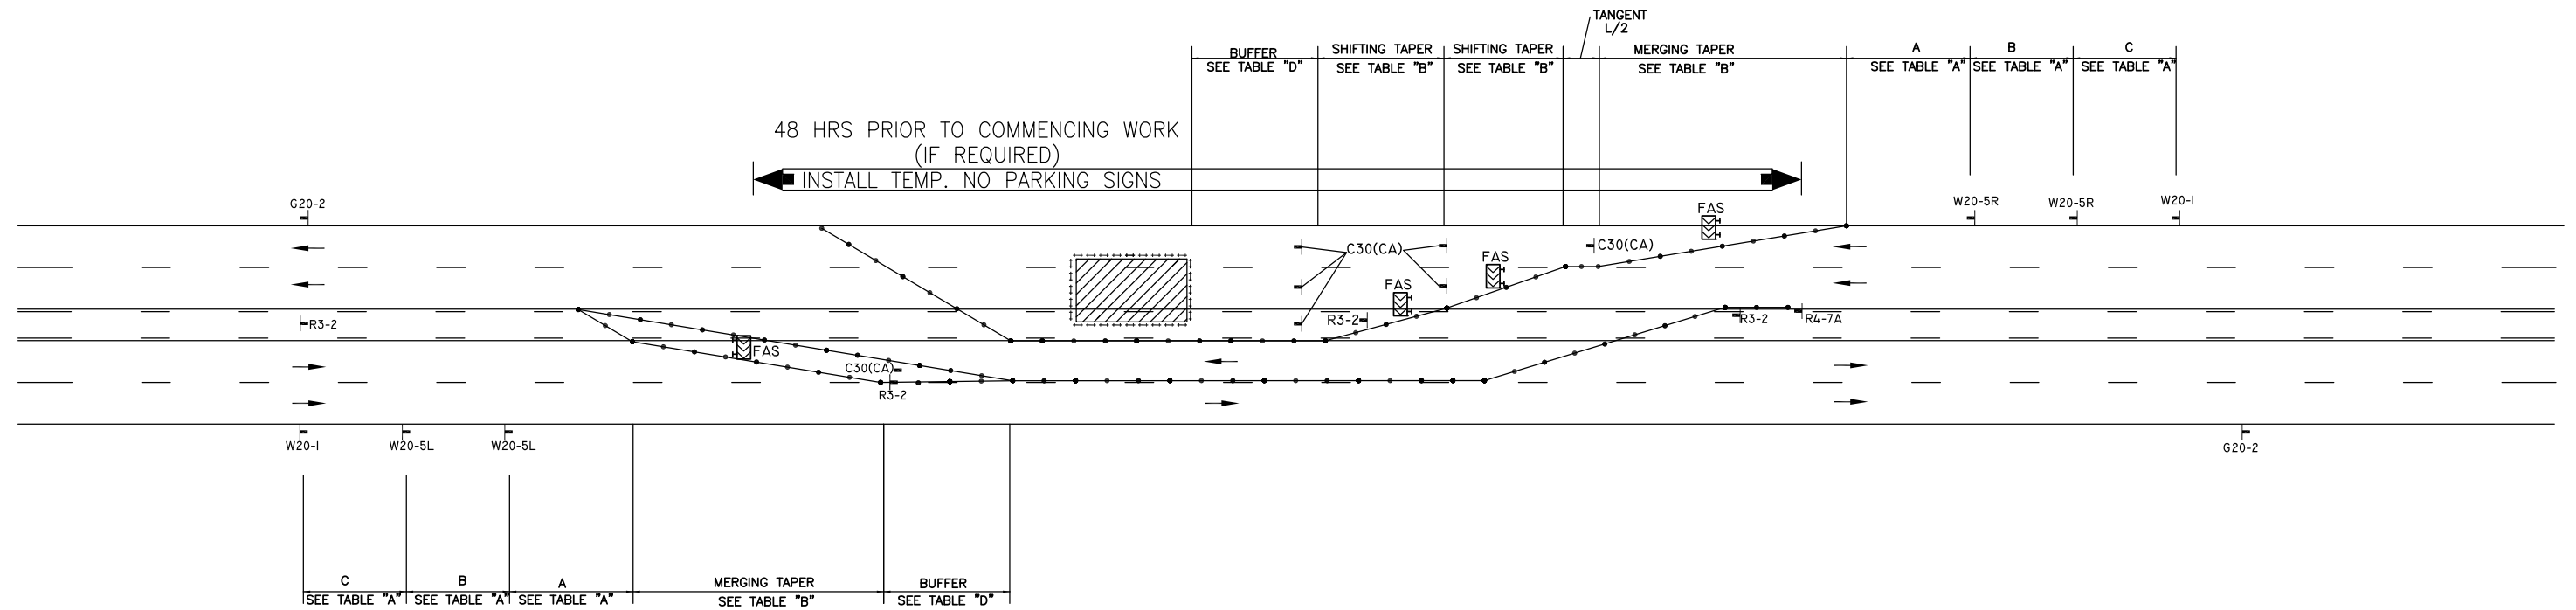 TANGENT
L/2
BUFFER
SEE TABLE "D"
SHIFTING TAPER
SEE TABLE "B"
SHIFTING TAPER
SEE TABLE "B"
MERGING TAPER
SEE TABLE "B"
A
SEE TABLE "A"
B
SEE TABLE "A"
C
SEE TABLE "A"
48 HRS PRIOR TO COMMENCING WORK
(IF REQUIRED)
INSTALL TEMP. NO PARKING SIGNS
G20-2
FAS
W20-5R
W20-5R
W20-1
C30(CA)
C30(CA)
FAS
FAS
R3-2
R3-2
R3-2
R4-7A
FAS
C30(CA)
R3-2
W20-1
W20-5L
W20-5L
G20-2
C
SEE TABLE "A"
B
SEE TABLE "A"
A
SEE TABLE "A"
MERGING TAPER
SEE TABLE "B"
BUFFER
SEE TABLE "D"